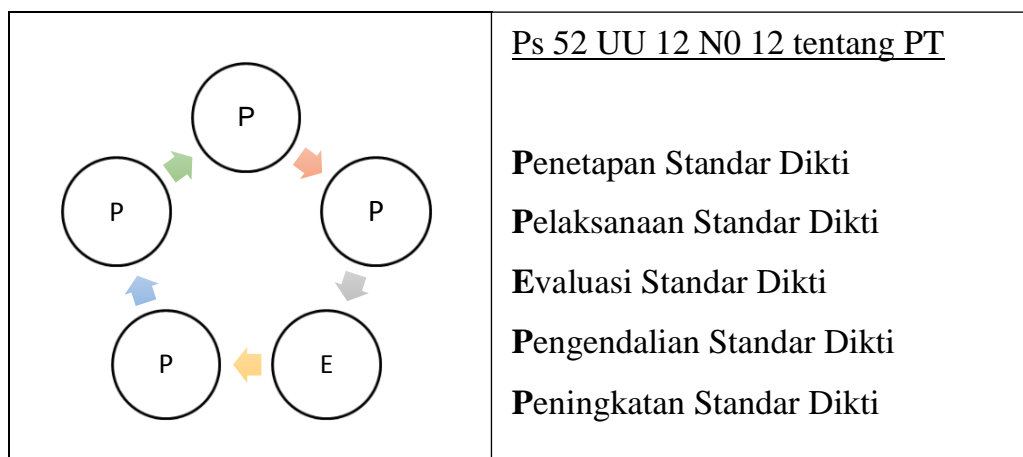 P
P
E
P
P
Ps 52 UU 12 N0 12 tentang PT
Penetapan Standar Dikti
Pelaksanaan Standar Dikti
Evaluasi Standar Dikti
Pengendalian Standar Dikti
Peningkatan Standar Dikti